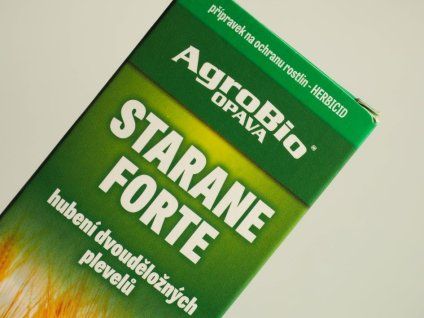 přípravek na ochranu rostlin - HERBICID
AgroBio
OPAVA
STARANE
FORTE
hubení dvouděložných
plevelů